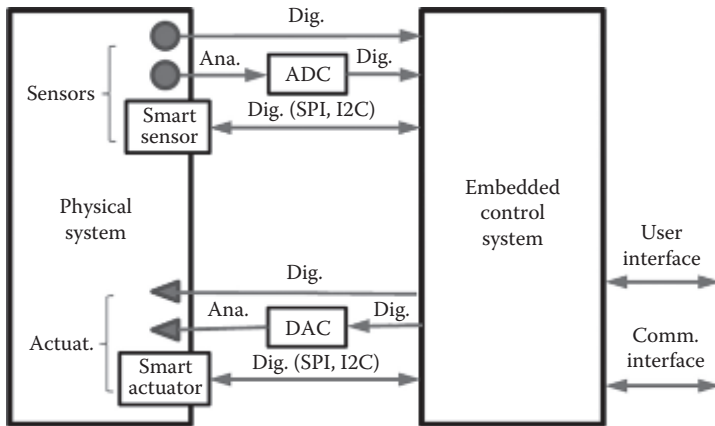 Dig.
Ana.
ADC
Dig.
Sensors
Smart
sensor
Dig. (SPI, I2C)
Physical
system
Embedded
control
system
User
interface
Dig.
Ana.
DAC
Dig.
Actuat.
Smart
actuator
Dig. (SPI, I2C)
Comm.
interface